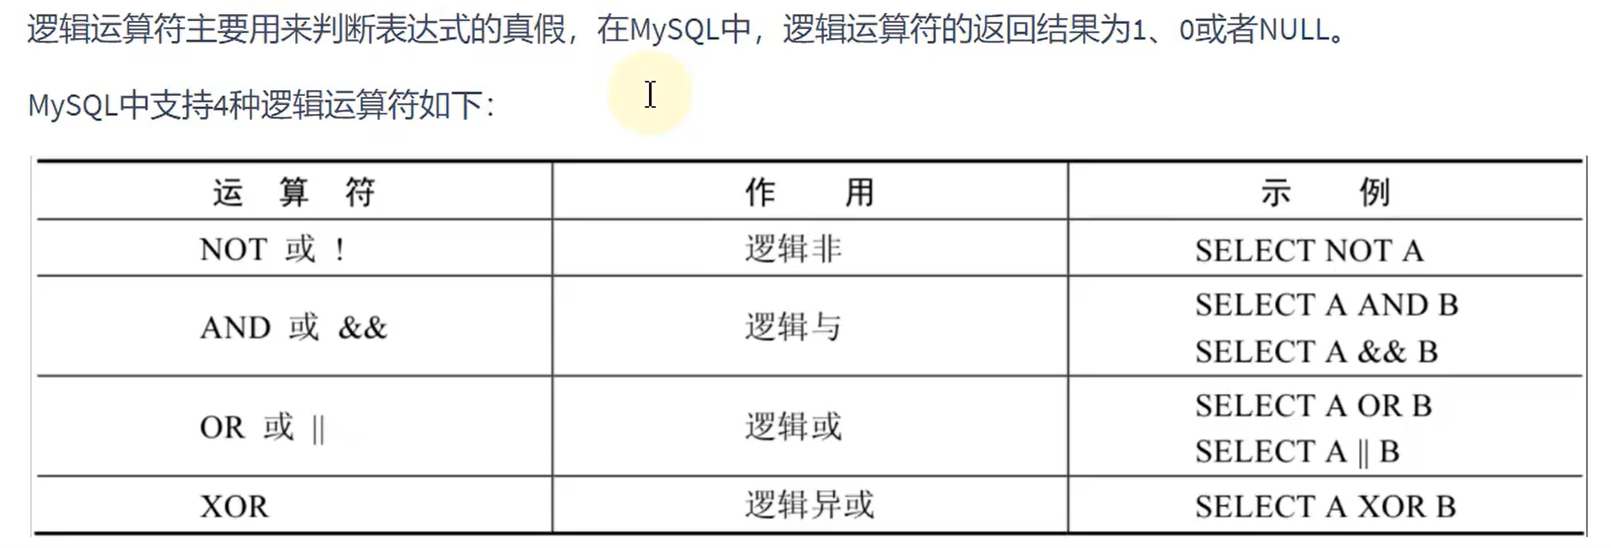 逻辑运算符主要用来判断表达式的真假，在MySQL中，逻辑运算符的返回结果为1、0或者NULL。
MySQL中支持4种逻辑运算符如下：
运 算 符 作 用 示 例
NOT 或 ! 逻辑非 SELECT NOT A
AND 或 && 逻辑与 SELECT A AND B
SELECT A && B
OR 或 || 逻辑或 SELECT A OR B
SELECT A || B
XOR 逻辑异或 SELECT A XOR B